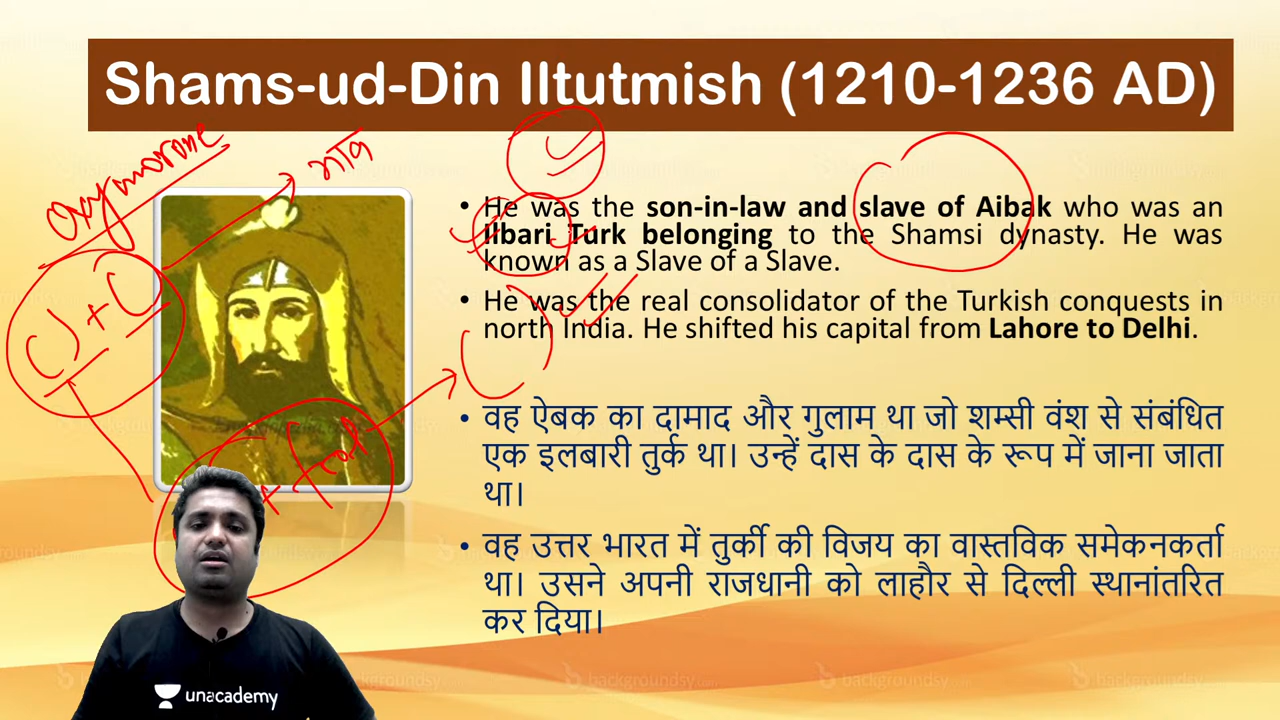 Shams-ud-Din Iltutmish (1210-1236 AD)
Oxymorone
• He was the son-in-law and slave of Aibak who was an
Ilbari Turk belonging to the Shamsi dynasty. He was
known as a Slave of a Slave.
• He was the real consolidator of the Turkish conquests in
north India. He shifted his capital from Lahore to Delhi.
• वह ऐबक का दामाद और गुलाम था जो शम्सी वंश से संबंधित
एक इलबारी तुर्क था। उन्हें दास के दास के रूप में जाना जाता
था।
• वह उत्तर भारत में तुर्की की विजय का वास्तविक समेकनकर्ता
था। उसने अपनी राजधानी को लाहौर से दिल्ली स्थानांतरित
कर दिया।
unacademy
backgroundsy.com